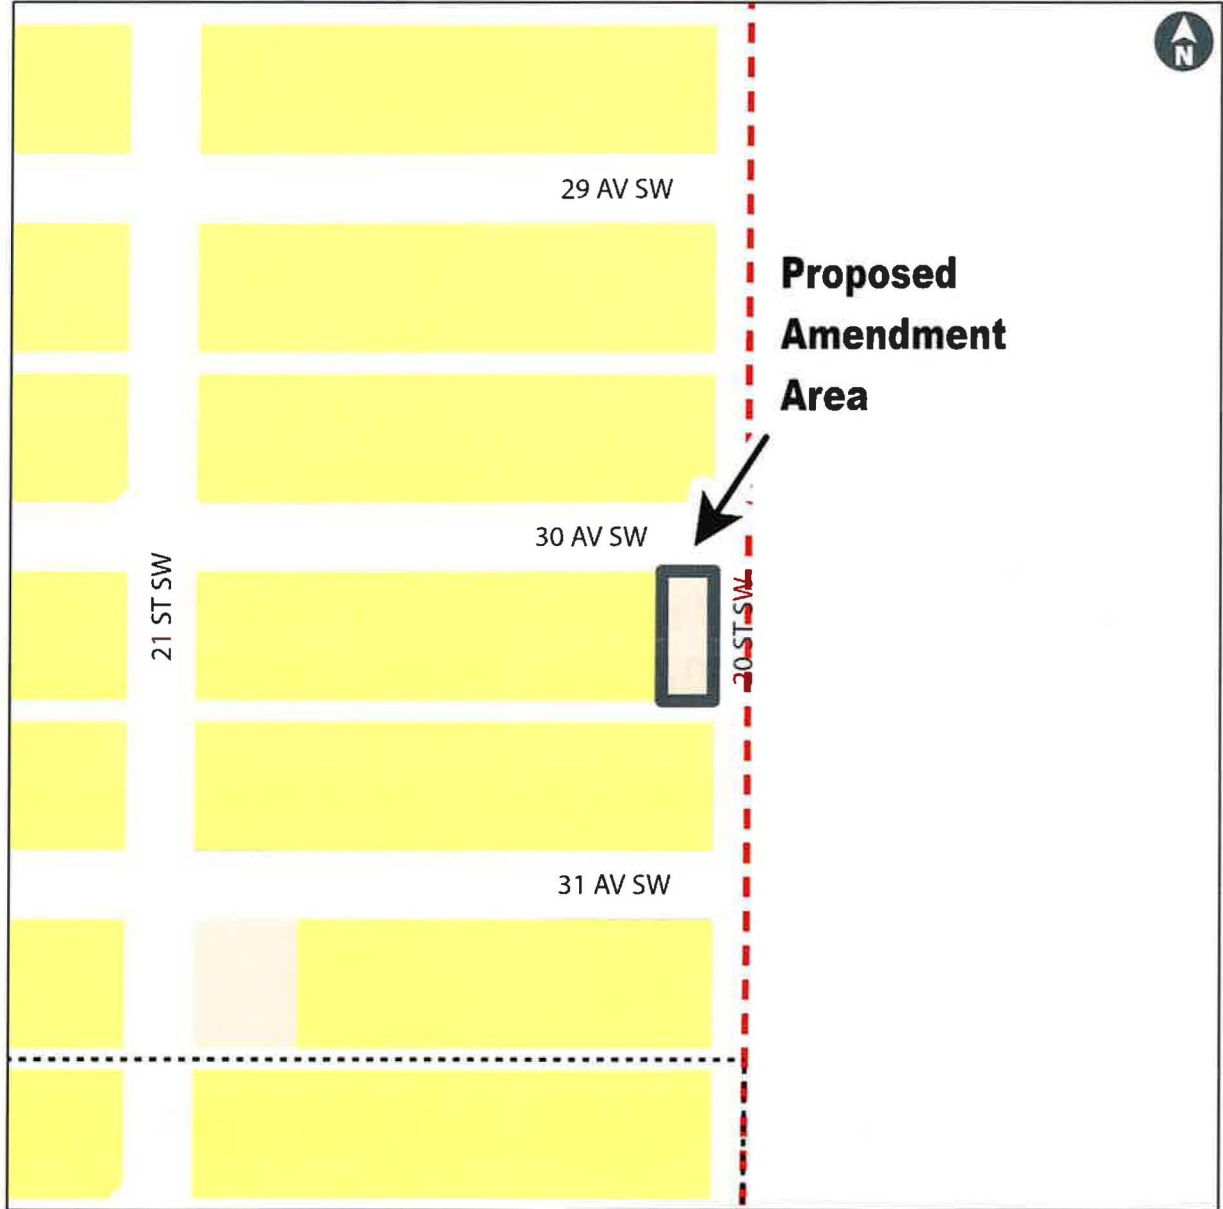 N
29 AV SW
Proposed
Amendment
Area
30 AV SW
21 ST SW
20 ST SW
31 AV SW